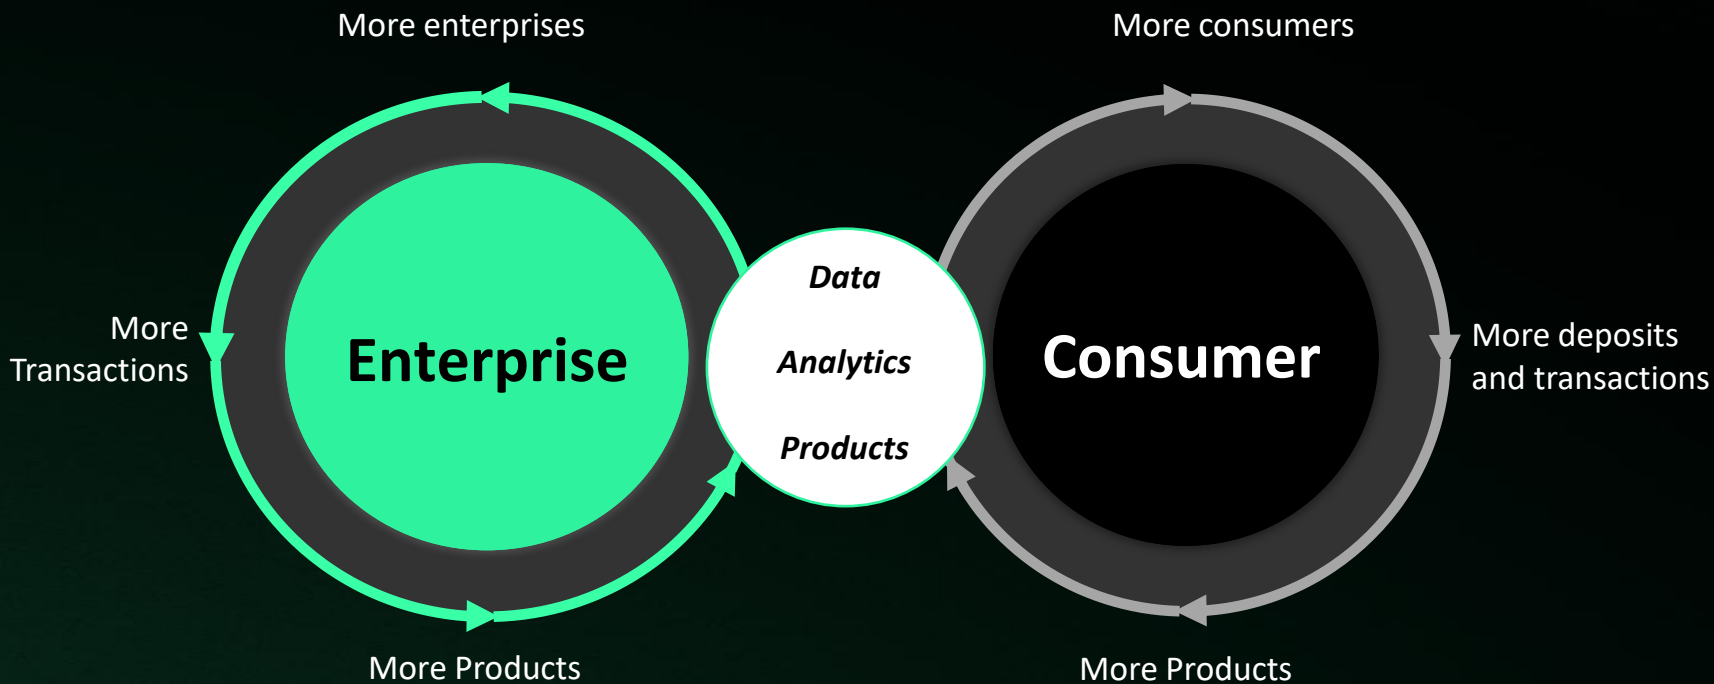 More enterprises
More consumers
Data
More
Transactions
Enterprise
Analytics
Consumer
More deposits
and transactions
Products
More Products
More Products